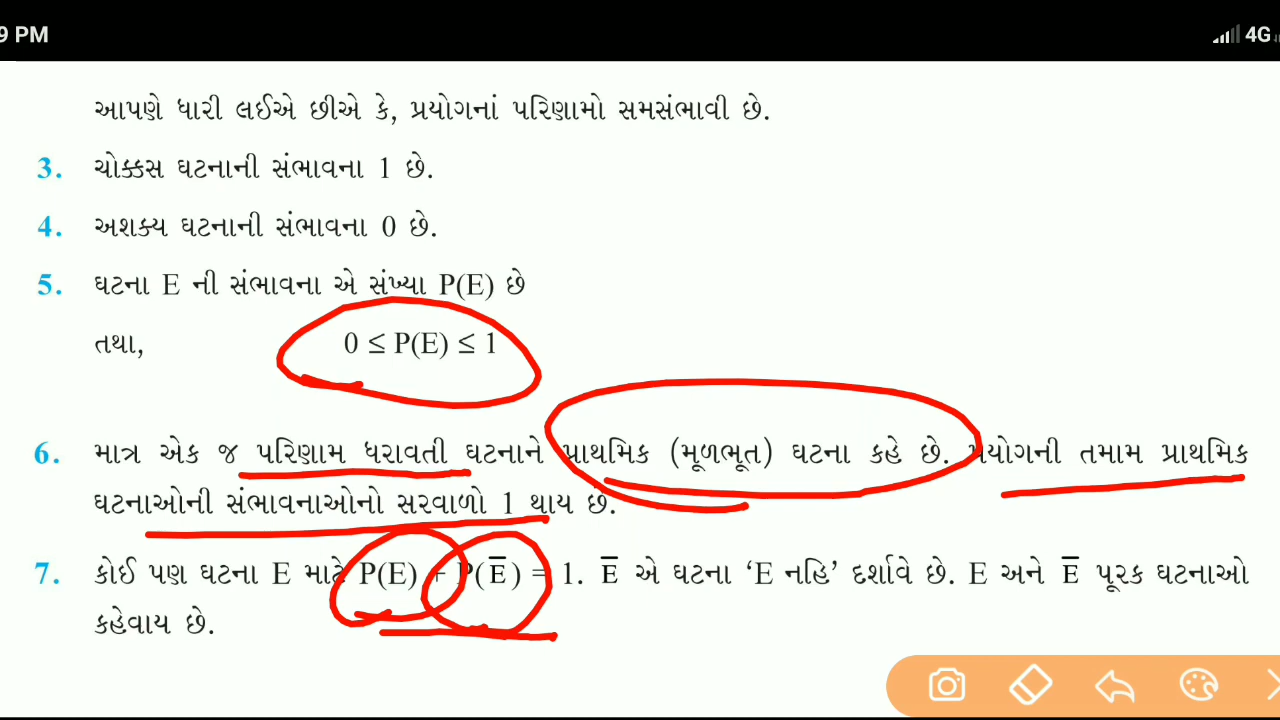 9 PM
4G
આપણે ધારી લઈએ છીએ કે, પ્રયોગનાં પરિણામો સમસંભાવી છે.
3. ચોક્કસ ઘટનાની સંભાવના 1 છે.
4. અશક્ય ઘટનાની સંભાવના 0 છે.
5. ઘટના E ની સંભાવના એ સંખ્યા P(E) છે
તથા, 0 ≤ P(E) ≤ 1
6. માત્ર એક જ પરિણામ ધરાવતી ઘટનાને પ્રાથમિક (મૂળભૂત) ઘટના કહે છે. પ્રયોગની તમામ પ્રાથમિક
ઘટનાઓની સંભાવનાઓનો સરવાળો 1 થાય છે.
7. કોઈ પણ ઘટના E માટે P(E) + P(E̅) = 1. E̅ એ ઘટના ‘E નહિ’ દર્શાવે છે. E અને E̅ પૂરક ઘટનાઓ
કહેવાય છે.